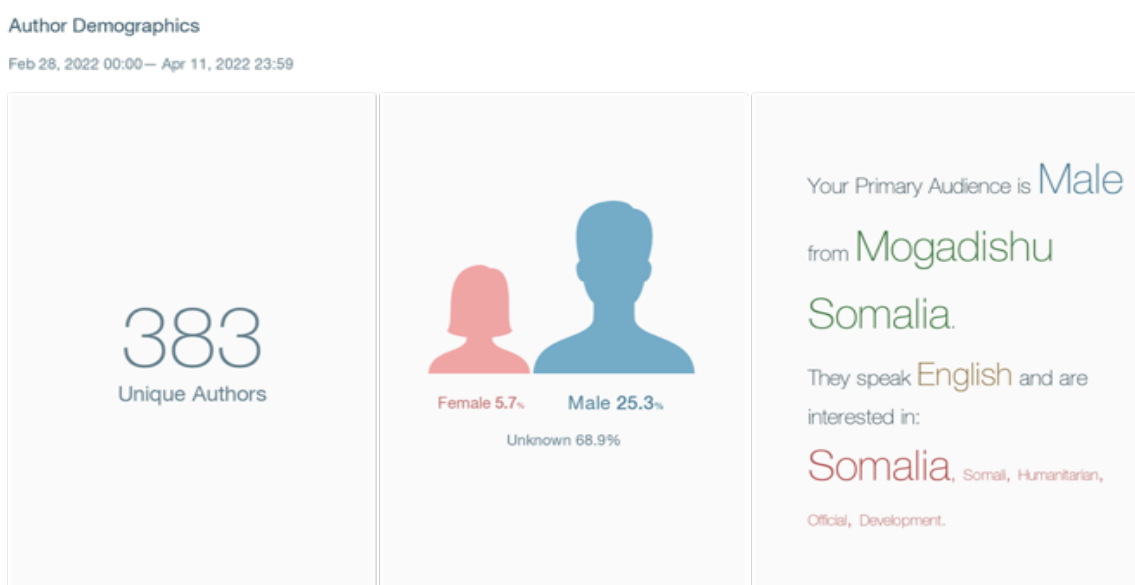 Author Demographics
Feb 28, 2022 00:00— Apr 11, 2022 23:59
383
Unique Authors
Female 5.7%
Male 25.3%
Unknown 68.9%
Your Primary Audience is Male
from Mogadishu
Somalia.
They speak English and are
interested in:
Somalia, Somali, Humanitarian,
Official, Development.